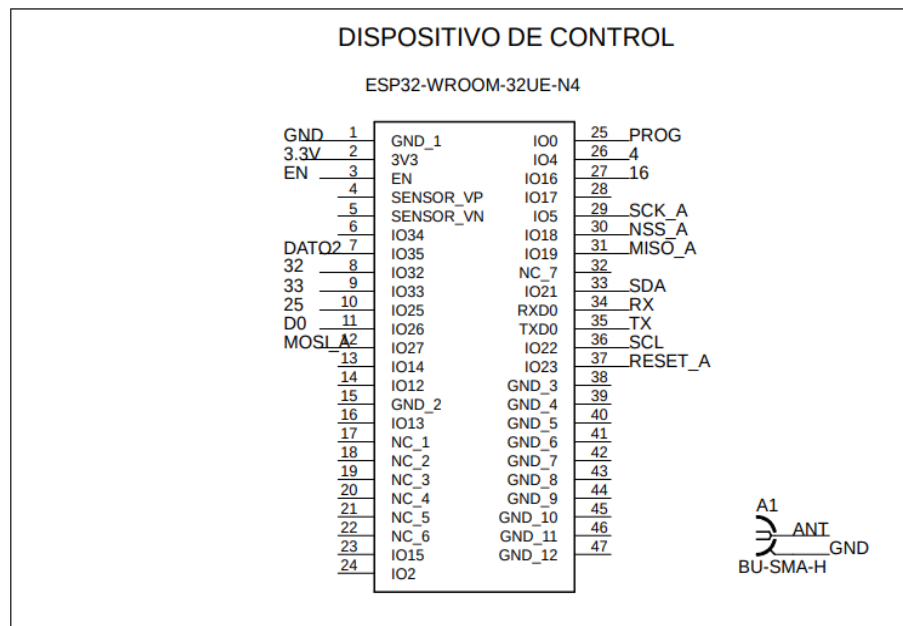 DISPOSITIVO DE CONTROL
ESP32-WROOM-32UE-N4
GND 1 GND_1 IO0 25 PROG
3.3V 2 3V3 IO4 26 4
EN 3 EN IO16 27 16
4 SENSOR_VP IO17 28
5 SENSOR_VN IO5 29 SCK_A
6 IO34 IO18 30 NSS_A
DATO2 7 IO35 IO19 31 MISO_A
32 8 IO32 NC_7 32
33 9 IO33 IO21 33 SDA
25 10 IO25 RXD0 34 RX
D0 11 IO26 TXD0 35 TX
MOSI_A 12 IO27 IO22 36 SCL
13 IO14 IO23 37 RESET_A
14 IO12 GND_3 38
15 GND_2 GND_4 39
16 IO13 GND_5 40
17 NC_1 GND_6 41
18 NC_2 GND_7 42
19 NC_3 GND_8 43
20 NC_4 GND_9 44
21 NC_5 GND_10 45
22 NC_6 GND_11 46
23 IO15 GND_12 47
24 IO2
A1
ANT
GND
BU-SMA-H